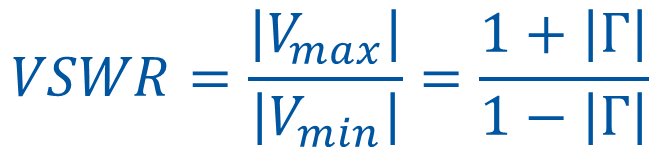 VSWR = |V_max| / |V_min| = 1 + |Γ| / 1 − |Γ|